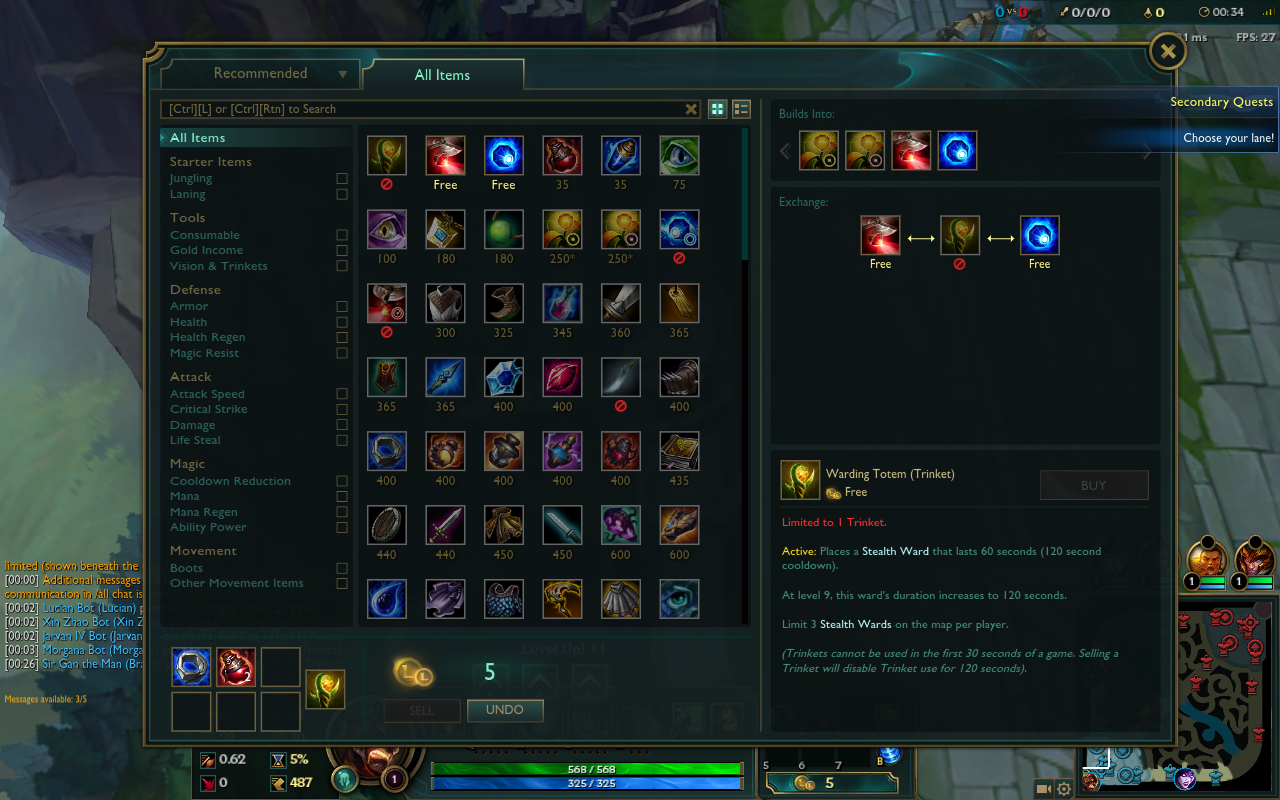 0 vs 0
0/0/0
0
00:34
1 ms
FPS: 27
Recommended
All Items
[Ctrl][L] or [Ctrl][Rtn] to Search
Secondary Quests
Choose your lane!
All Items
Starter Items
Jungling
Laning
Tools
Consumable
Gold Income
Vision & Trinkets
Defense
Armor
Health
Health Regen
Magic Resist
Attack
Attack Speed
Critical Strike
Damage
Life Steal
Magic
Cooldown Reduction
Mana
Mana Regen
Ability Power
Movement
Boots
Other Movement Items
Free Free 35 35 75
100 180 180 250* 250*
300 325 345 360 365
365 365 400 400 400
400 400 400 400 400 435
440 440 450 450 600 600
Builds Into:
Exchange:
Free Free
Warding Totem (Trinket)
Free
BUY
Limited to 1 Trinket.
Active: Places a Stealth Ward that lasts 60 seconds (120 second
cooldown).
At level 9, this ward's duration increases to 120 seconds.
Limit 3 Stealth Wards on the map per player.
(Trinkets cannot be used in the first 30 seconds of a game. Selling a
Trinket will disable Trinket use for 120 seconds).
limited (shown beneath the
[00:00] Additional messages
communication in /all chat is
[00:02] Lucian Bot (Lucian)
[00:02] Xin Zhao Bot (Xin Z
[00:02] Jarvan IV Bot (Jarvan
[00:03] Morgana Bot (Morga
[00:26] Sir Gan the Man (Bra
Messages available: 3/5
2
Level Up! +1
5
SELL
UNDO
1
1
0.62
5%
0
487
1
568 / 568
325 / 325
5 6 7
B
5